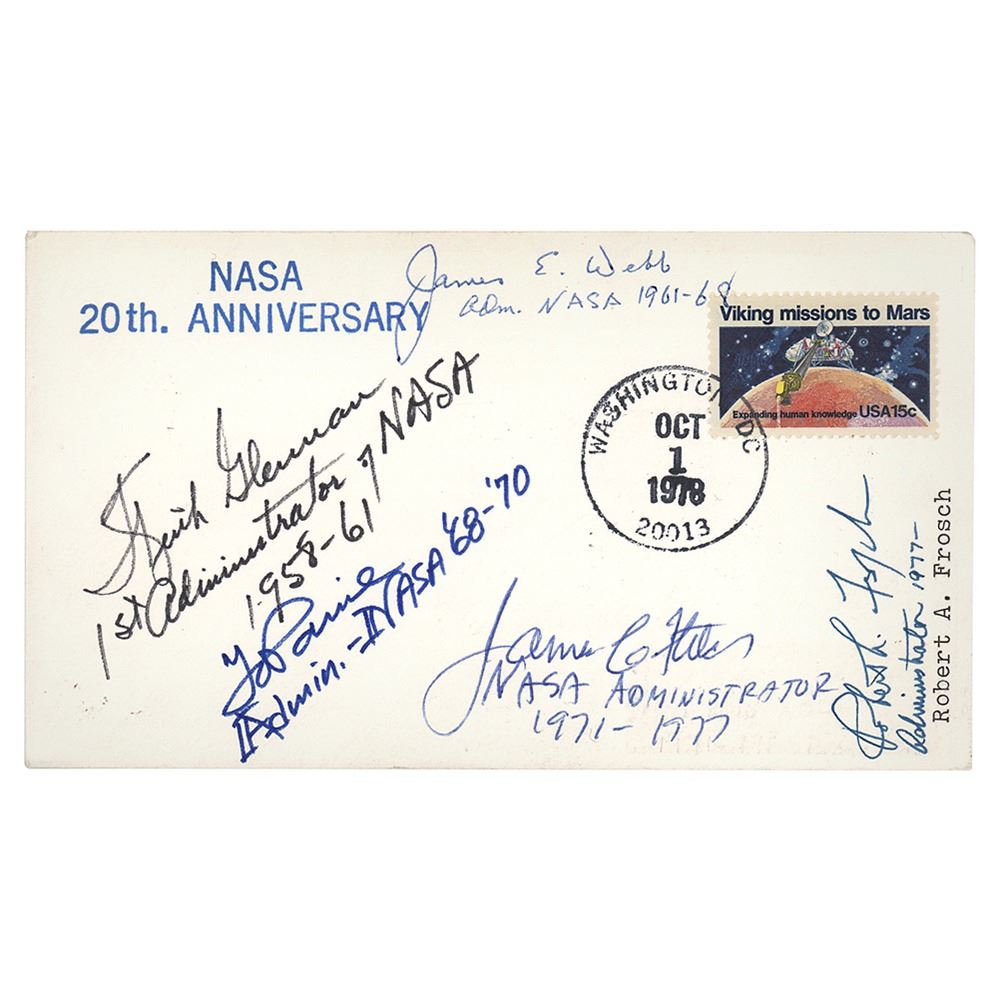 NASA
20th. ANNIVERSARY
James E. Webb
Adm. NASA 1961-68
Viking missions to Mars
Expanding human knowledge USA 15c
WASHINGTON DC
OCT
1
1978
20013
T Keith Glennan
1st Administrator of NASA
1958-61
T O Paine
Admin.-NASA '68-'70
James C Fletcher
NASA ADMINISTRATOR
1971-1977
Robert A. Frosch
Administrator 1977-
Robert A. Frosch